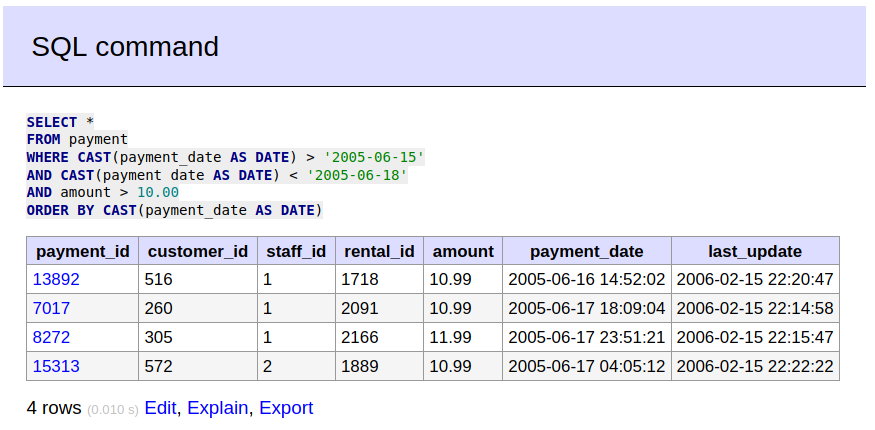 SQL command
SELECT *
FROM payment
WHERE CAST(payment_date AS DATE) > '2005-06-15'
AND CAST(payment date AS DATE) < '2005-06-18'
AND amount > 10.00
ORDER BY CAST(payment_date AS DATE)
payment_id customer_id staff_id rental_id amount payment_date last_update
13892 516 1 1718 10.99 2005-06-16 14:52:02 2006-02-15 22:20:47
7017 260 1 2091 10.99 2005-06-17 18:09:04 2006-02-15 22:14:58
8272 305 1 2166 11.99 2005-06-17 23:51:21 2006-02-15 22:15:47
15313 572 2 1889 10.99 2005-06-17 04:05:12 2006-02-15 22:22:22
4 rows (0.010 s) Edit, Explain, Export